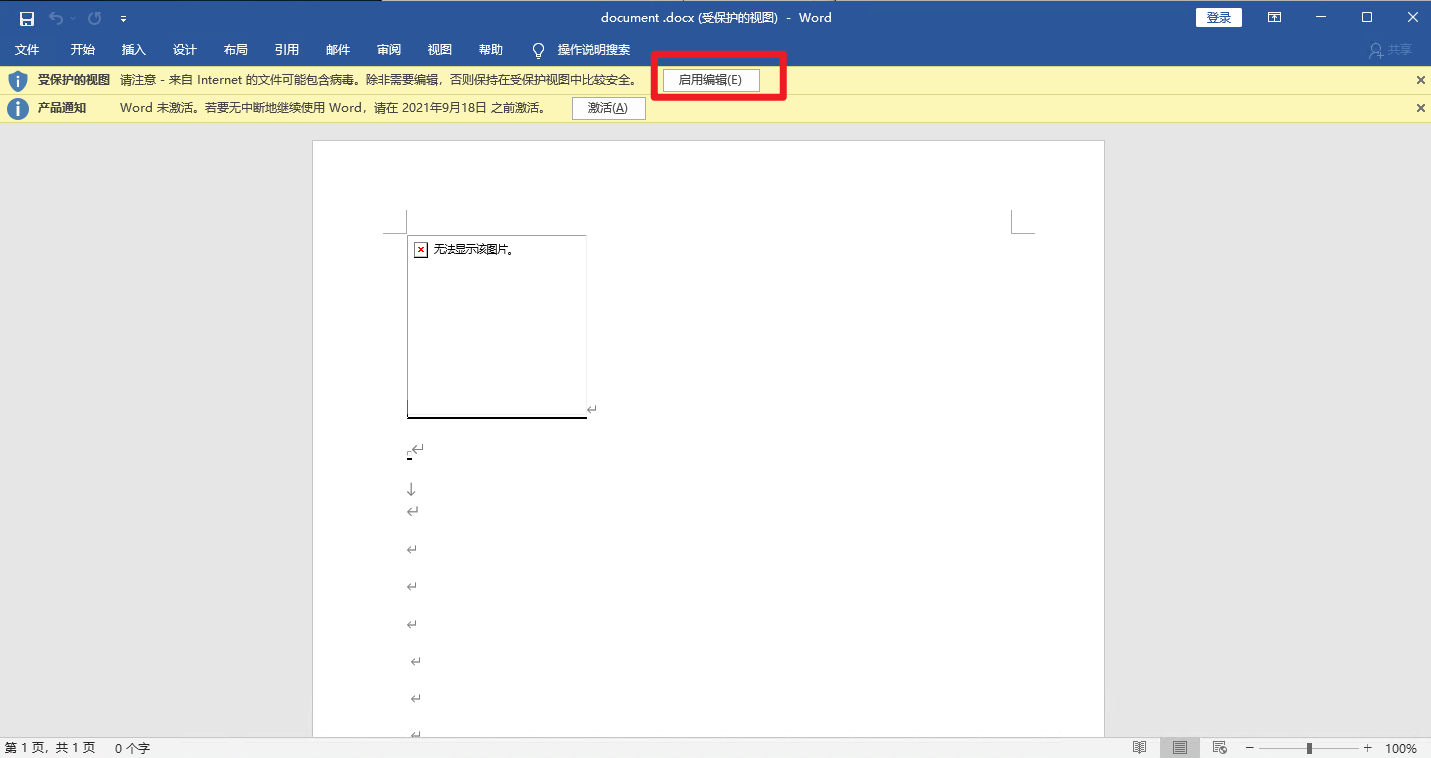 document .docx (受保护的视图) - Word
登录
文件 开始 插入 设计 布局 引用 邮件 审阅 视图 帮助 操作说明搜索 共享
受保护的视图 请注意 - 来自 Internet 的文件可能包含病毒。除非需要编辑，否则保持在受保护视图中比较安全。 启用编辑(E)
产品通知 Word 未激活。若要无中断地继续使用 Word，请在 2021年9月18日 之前激活。 激活(A)
无法显示该图片。
第 1 页，共 1 页 0 个字 100%